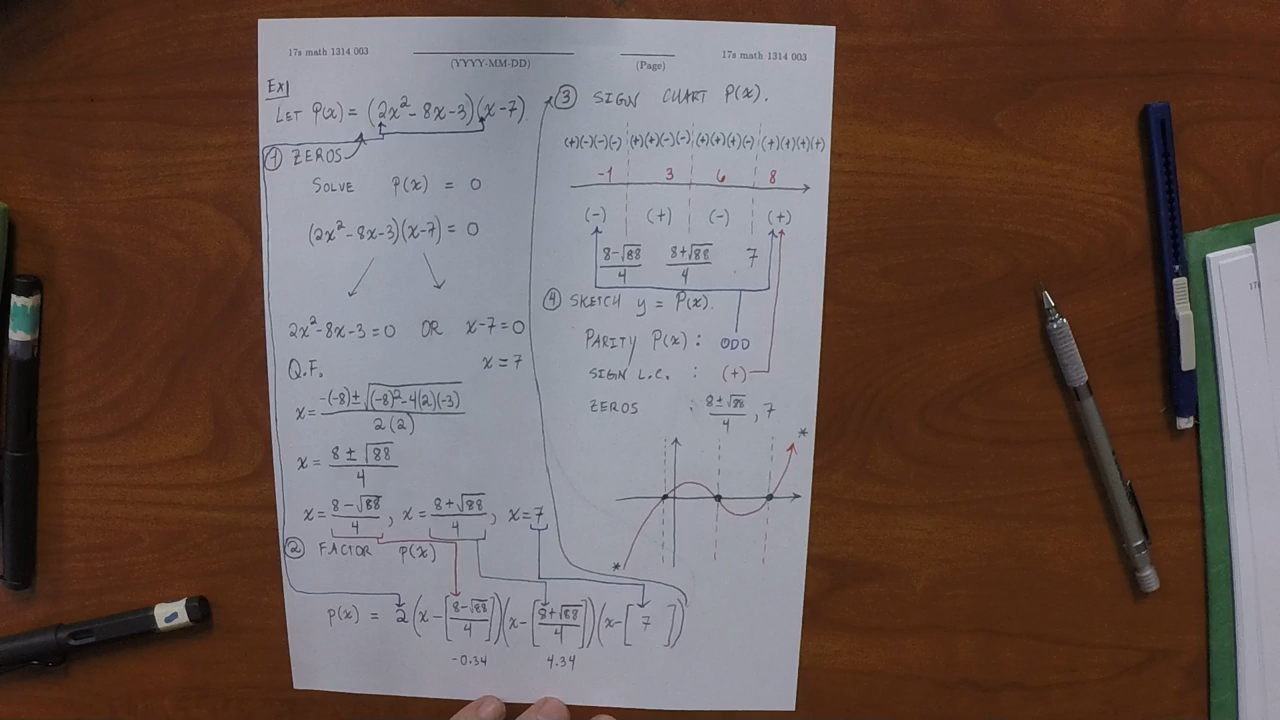 17s math 1314 003
(YYYY-MM-DD)
(Page)
17s math 1314 003
EX1
LET P(x) = (2x² - 8x - 3)(x - 7)
① ZEROS
SOLVE P(x) = 0
(2x² - 8x - 3)(x - 7) = 0
2x² - 8x - 3 = 0 OR x - 7 = 0
Q.F. x = 7
x = (-(-8) ± √((-8)² - 4(2)(-3))) / 2(2)
x = (8 ± √88) / 4
x = (8 - √88) / 4, x = (8 + √88) / 4, x = 7
② FACTOR P(x)
P(x) = 2 (x - [(8 - √88) / 4])(x - [(8 + √88) / 4])(x - [7])
-0.34 4.34
③ SIGN CHART P(x).
(+)(-)(-)(-) (+)(+)(-)(-) (+)(+)(+)(-) (+)(+)(+)(+)
-1 3 6 8
(-) (+) (-) (+)
(8 - √88) / 4 (8 + √88) / 4 7
④ SKETCH y = P(x).
PARITY P(x) : ODD
SIGN L.C. : (+)
ZEROS : (8 ± √88) / 4, 7
*
*